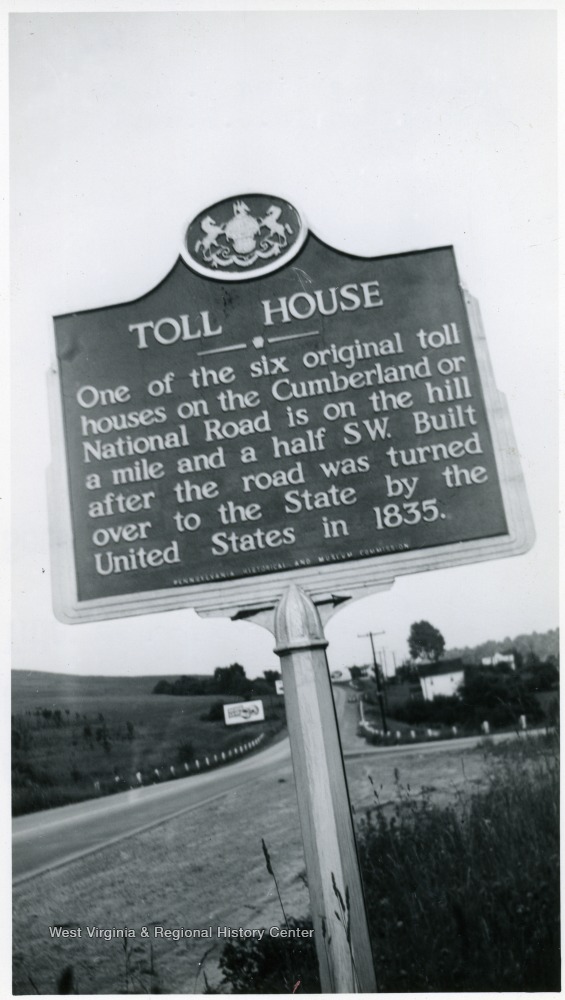 TOLL HOUSE
One of the six original toll
houses on the Cumberland or
National Road is on the hill
a mile and a half SW. Built
after the road was turned
over to the State by the
United States in 1835.
PENNSYLVANIA HISTORICAL AND MUSEUM COMMISSION
West Virginia & Regional History Center